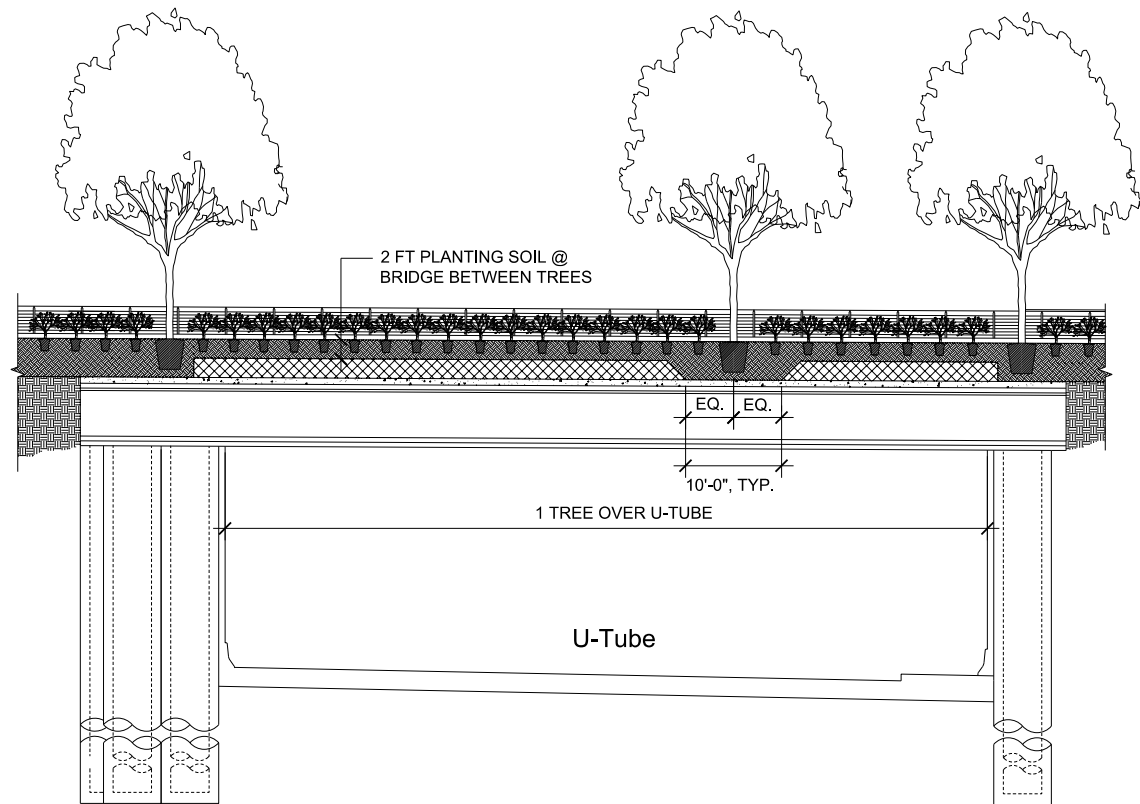 2 FT PLANTING SOIL @
BRIDGE BETWEEN TREES
EQ. EQ.
10'-0", TYP.
1 TREE OVER U-TUBE
U-Tube